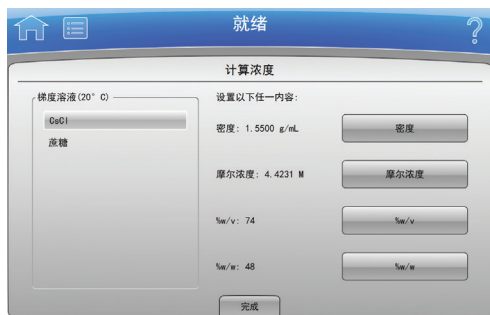 就绪
?
计算浓度
梯度溶液(20° C)
CsCl
蔗糖
设置以下任一内容:
密度: 1.5500 g/mL
密度
摩尔浓度: 4.4231 M
摩尔浓度
%w/v: 74
%w/v
%w/w: 48
%w/w
完成